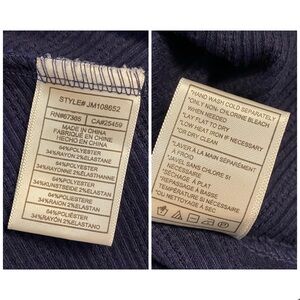 STYLE# JM108652
RN#67365 CA#25459
MADE IN CHINA
FABRIQUÉ EN CHINE
HECHO EN CHINA
64%POLYESTER
34%RAYON 2%ELASTANE
64%POLYESTER
34%RAYONNE 2%ELASTHANNE
64%POLYESTER
34%KUNSTSEIDE 2%ELASTAN
64%POLIESTERE
34%RAION 2%ELASTAN
64%POLIÉSTER
34%RAYON 2%ELASTANO
*HAND WASH COLD SEPARATELY
*ONLY NON- CHLORINE BLEACH
WHEN NEEDED
*LAY FLAT TO DRY
*LOW HEAT IRON IF NECESSARY
*OR DRY CLEAN
*LAVER À LA MAIN SÉPARÉMENT
À FROID
*JAVEL SANS CHLORE SI
NÉCESSAIRE
*SÉCHAGE À PLAT
*REPASSAGE À BASSE
TEMPÉRATURE SI NÉCESSAIRE
*OU NETTOYAGE À SEC